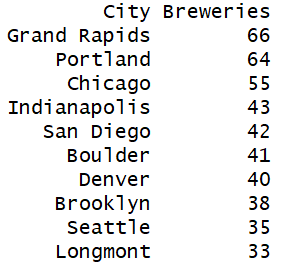 City Breweries
Grand Rapids 66
Portland 64
Chicago 55
Indianapolis 43
San Diego 42
Boulder 41
Denver 40
Brooklyn 38
Seattle 35
Longmont 33